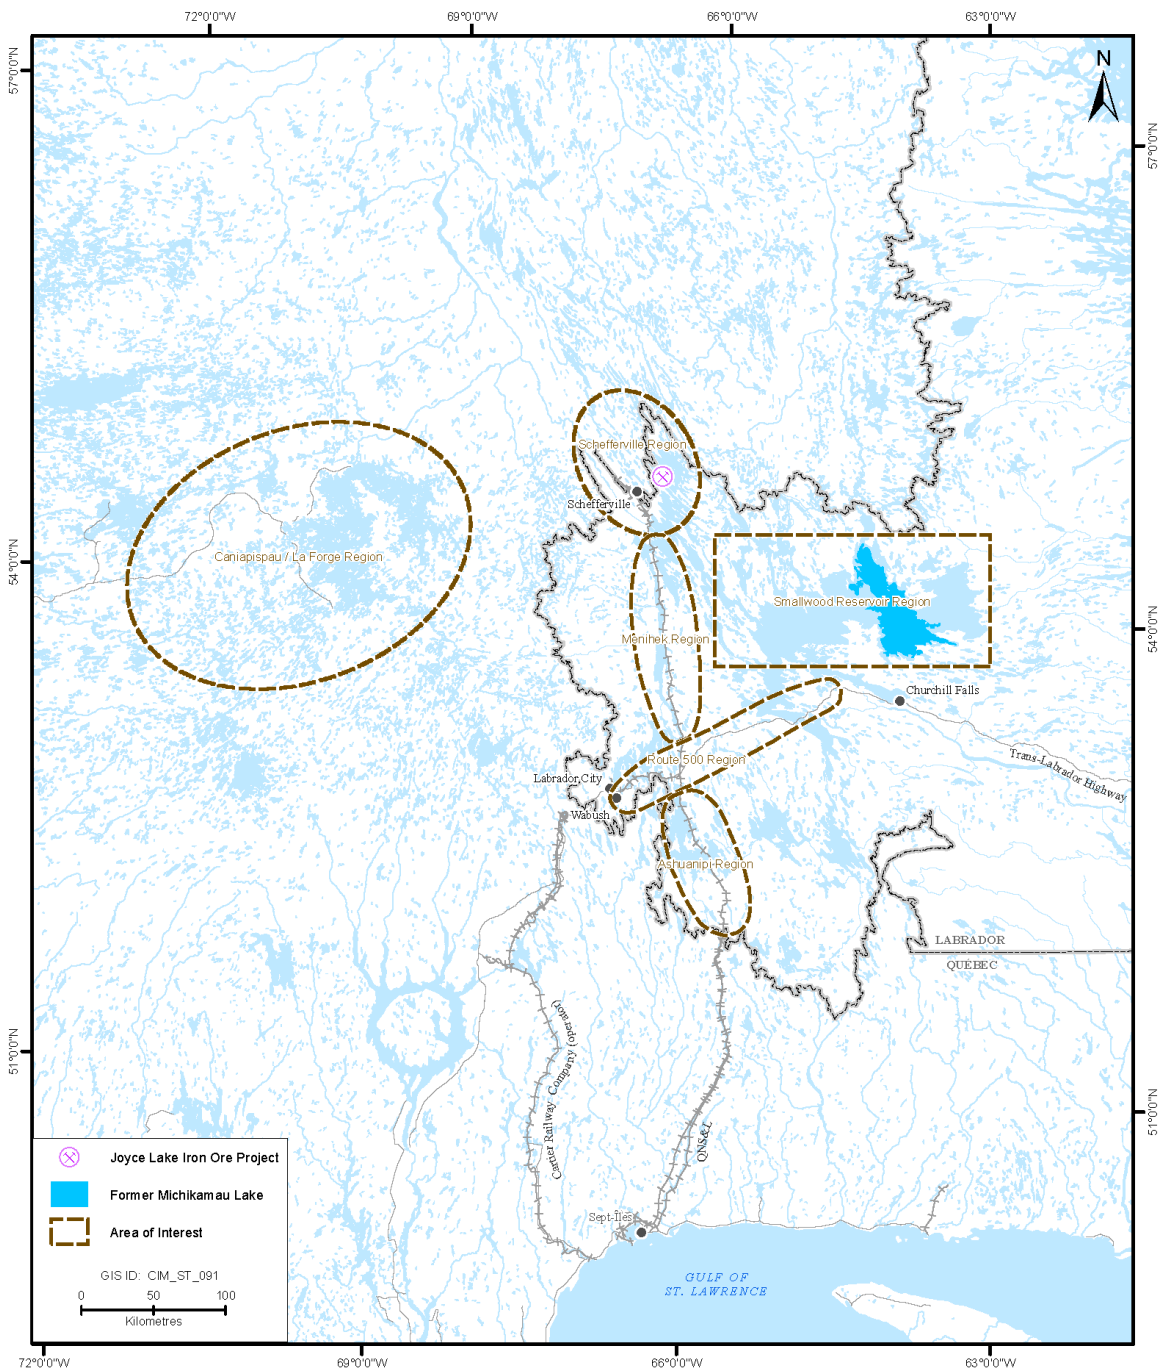 72°0'0"W
69°0'0"W
66°0'0"W
63°0'0"W
57°0'0"N
N
57°0'0"N
Schefferville Region
Schefferville
Caniapispau / La Forge Region
54°0'0"N
Smallwood Reservoir Region
54°0'0"N
Menihek Region
Churchill Falls
Route 500 Region
Trans-Labrador Highway
Labrador City
Wabush
Ashuanipi Region
LABRADOR
QUÉBEC
51°0'0"N
Cartier Railway Company (operator)
51°0'0"N
QNS&L
Joyce Lake Iron Ore Project
Former Michikamau Lake
Area of Interest
Sept-Îles
GIS ID: CIM_ST_091
0 50 100
Kilometres
GULF OF
ST. LAWRENCE
72°0'0"W
69°0'0"W
66°0'0"W
63°0'0"W